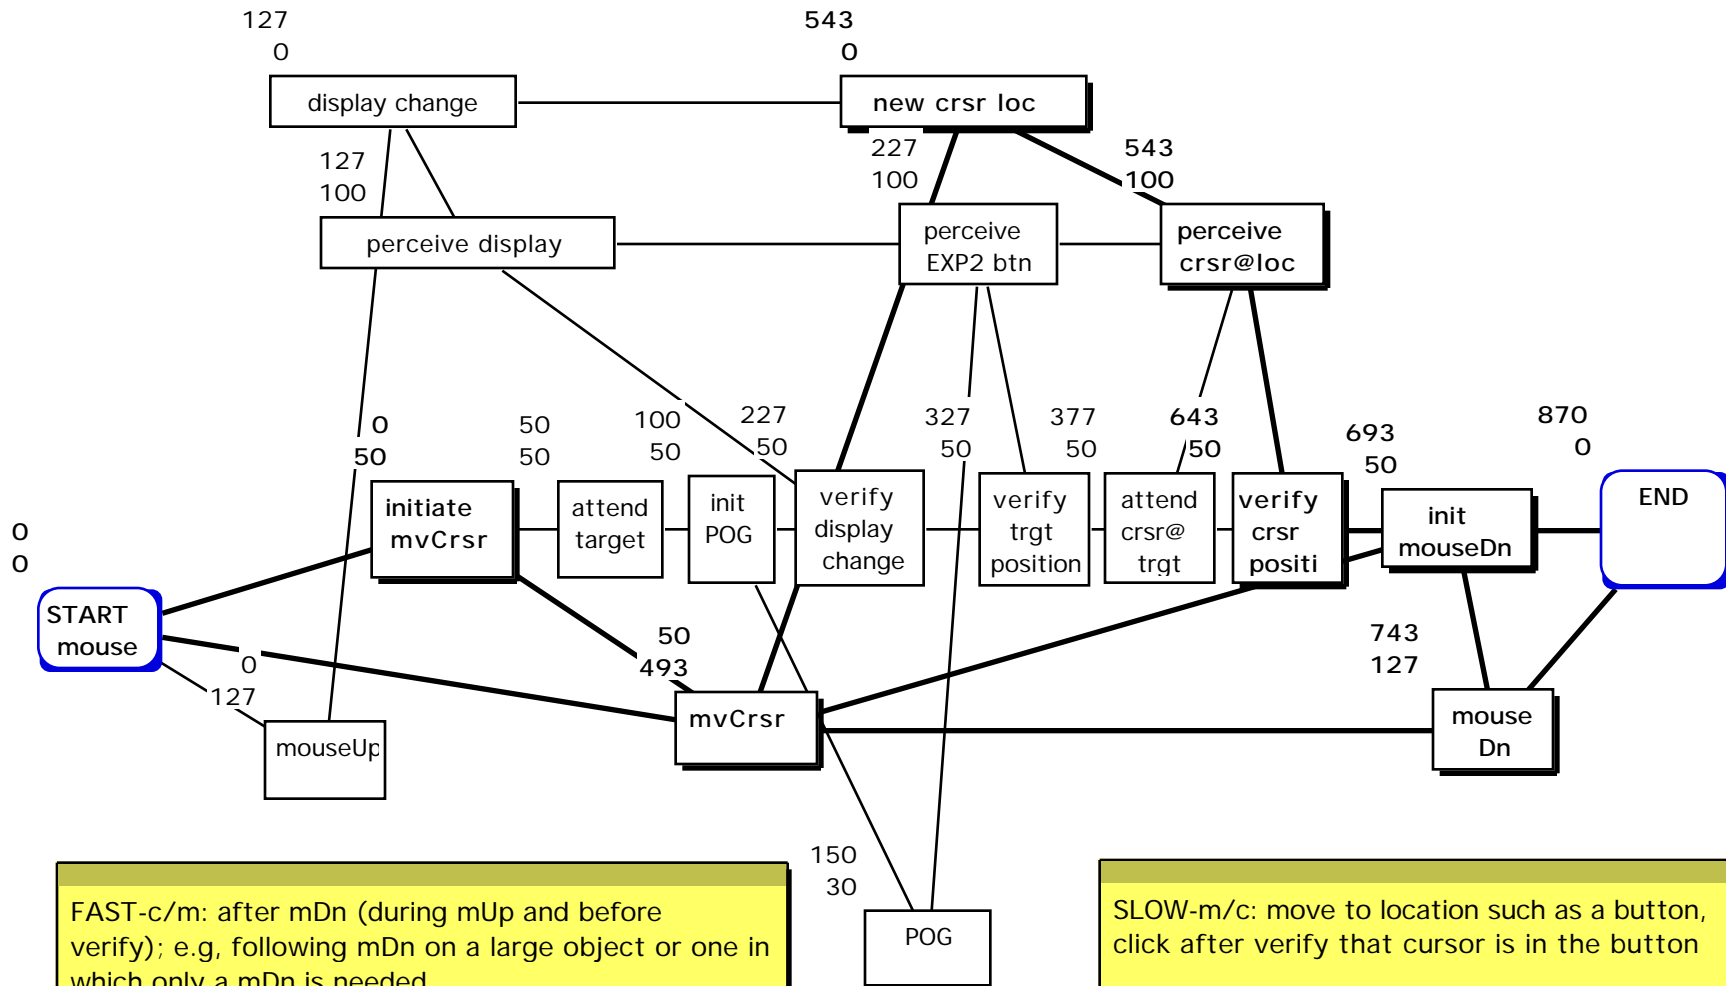 127
0
543
0
display change
new crsr loc
127
100
227
100
543
100
perceive display
perceive
EXP2 btn
perceive
crsr@loc
0
50
50
50
100
50
227
50
327
50
377
50
643
50
693
50
870
0
initiate
mvCrsr
attend
target
init
POG
verify
display
change
verify
trgt
position
attend
crsr@
trgt
verify
crsr
positi
init
mouseDn
END
0
0
START
mouse
0
127
50
493
743
127
mouseUp
mvCrsr
mouse
Dn
150
30
POG
FAST-c/m: after mDn (during mUp and before
verify); e.g, following mDn on a large object or one in
which only a mDn is needed
SLOW-m/c: move to location such as a button,
click after verify that cursor is in the button